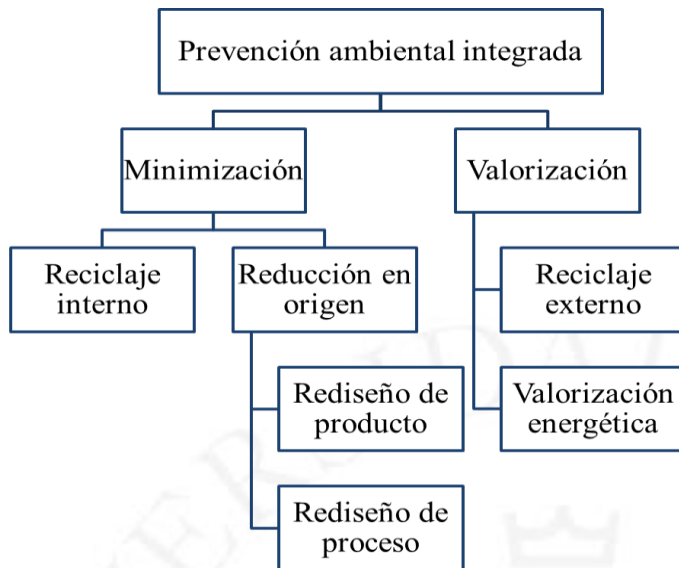 Prevención ambiental integrada
Minimización
Valorización
Reciclaje
interno
Reducción en
origen
Reciclaje
externo
Rediseño de
producto
Valorización
energética
Rediseño de
proceso